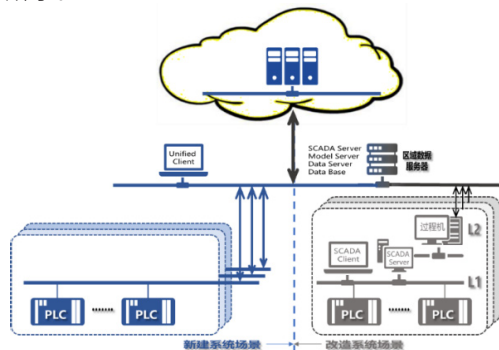 Unified
Client
SCADA Server
Model Server
Data Server
Data Base
区域数据
服务器
过程机
L2
SCADA
Client
SCADA
Server
L1
PLC
......
PLC
PLC
......
PLC
新建系统场景
改造系统场景